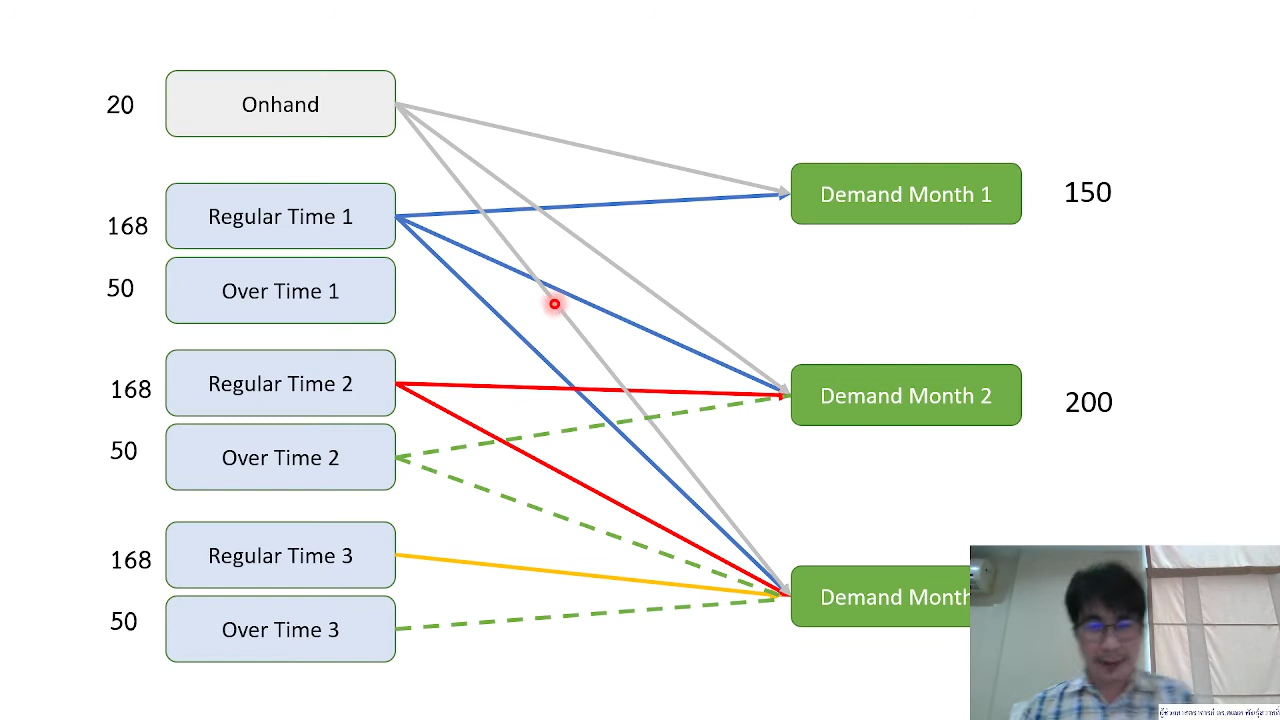 20
Onhand
168
Regular Time 1
50
Over Time 1
168
Regular Time 2
50
Over Time 2
168
Regular Time 3
50
Over Time 3
Demand Month 1
150
Demand Month 2
200
Demand Month